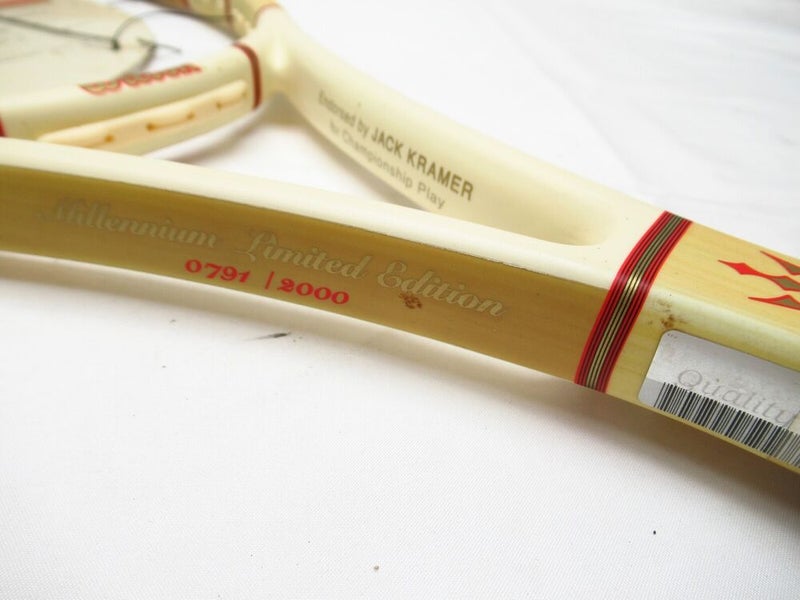 Wilson
Endorsed by JACK KRAMER
for Championship Play
Millennium Limited Edition
0791 | 2000
Quality